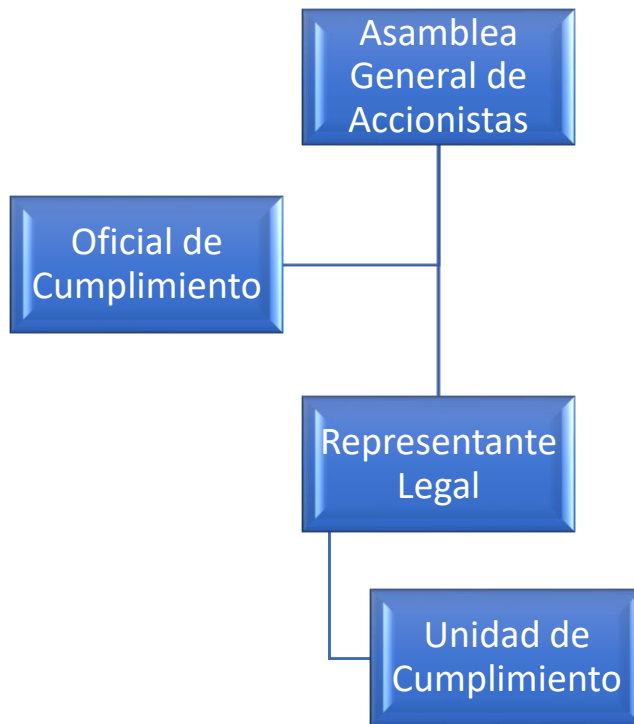 Asamblea
General de
Accionistas
Oficial de
Cumplimiento
Representante
Legal
Unidad de
Cumplimiento